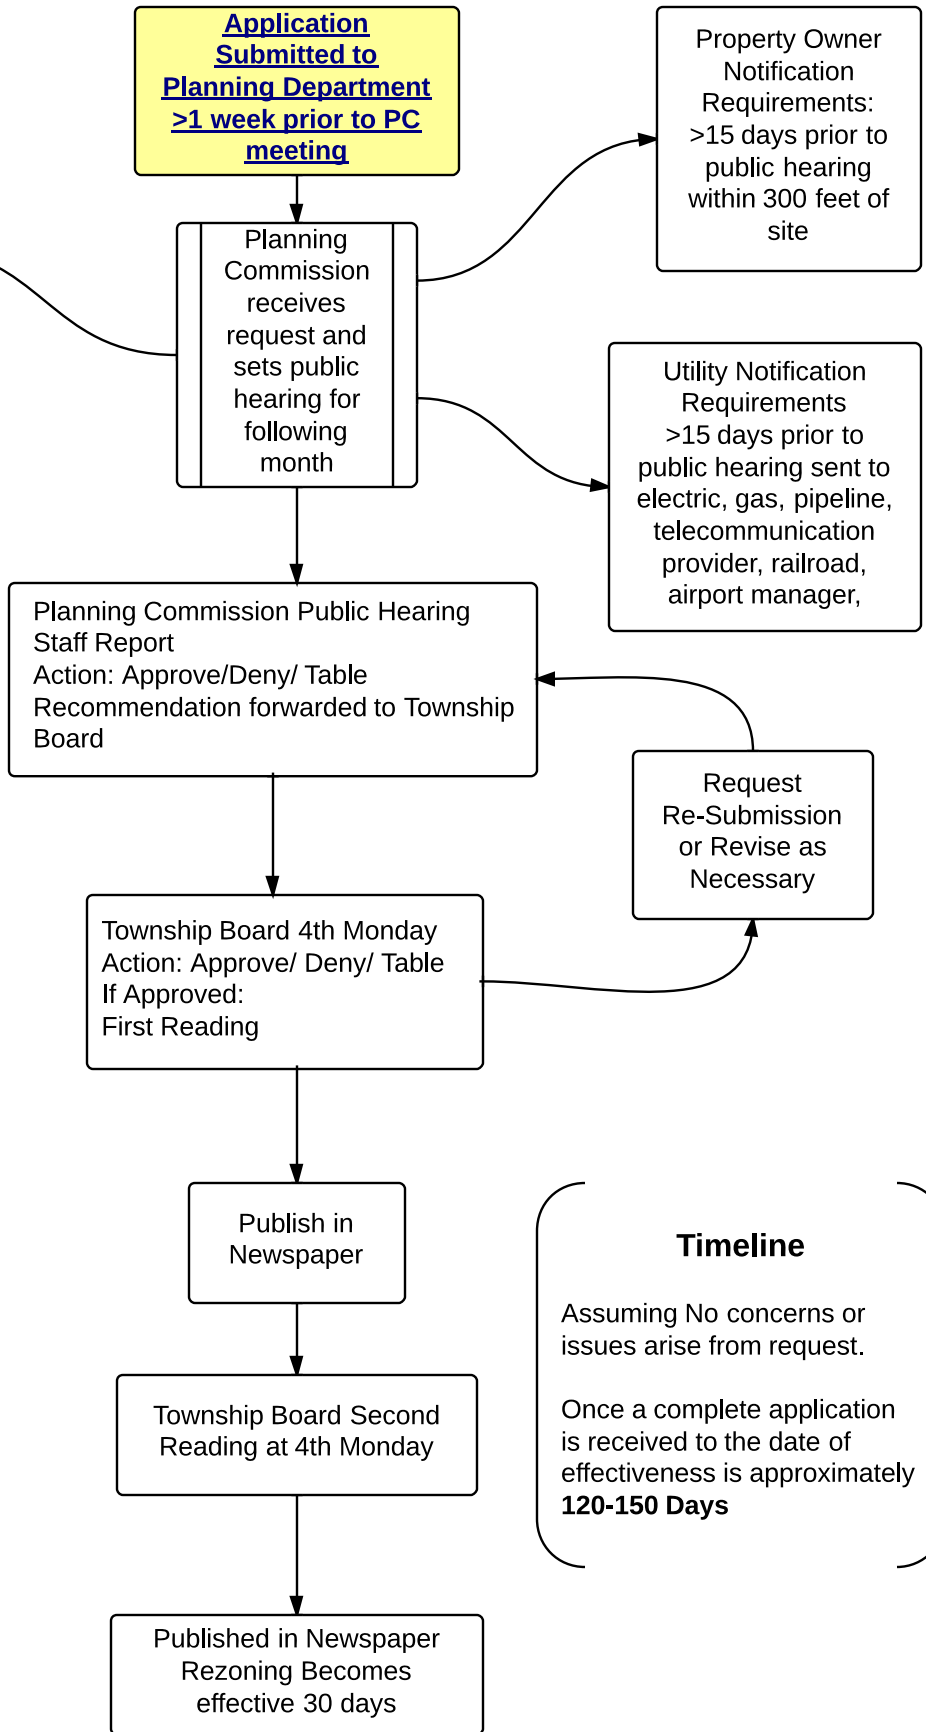 Application
Submitted to
Planning Department
>1 week prior to PC
meeting
Property Owner
Notification
Requirements:
>15 days prior to
public hearing
within 300 feet of
site
Planning
Commission
receives
request and
sets public
hearing for
following
month
Utility Notification
Requirements
>15 days prior to
public hearing sent to
electric, gas, pipeline,
telecommunication
provider, railroad,
airport manager,
Planning Commission Public Hearing
Staff Report
Action: Approve/Deny/ Table
Recommendation forwarded to Township
Board
Request
Re-Submission
or Revise as
Necessary
Township Board 4th Monday
Action: Approve/ Deny/ Table
If Approved:
First Reading
Publish in
Newspaper
Timeline
Assuming No concerns or
issues arise from request.
Once a complete application
is received to the date of
effectiveness is approximately
120-150 Days
Township Board Second
Reading at 4th Monday
Published in Newspaper
Rezoning Becomes
effective 30 days